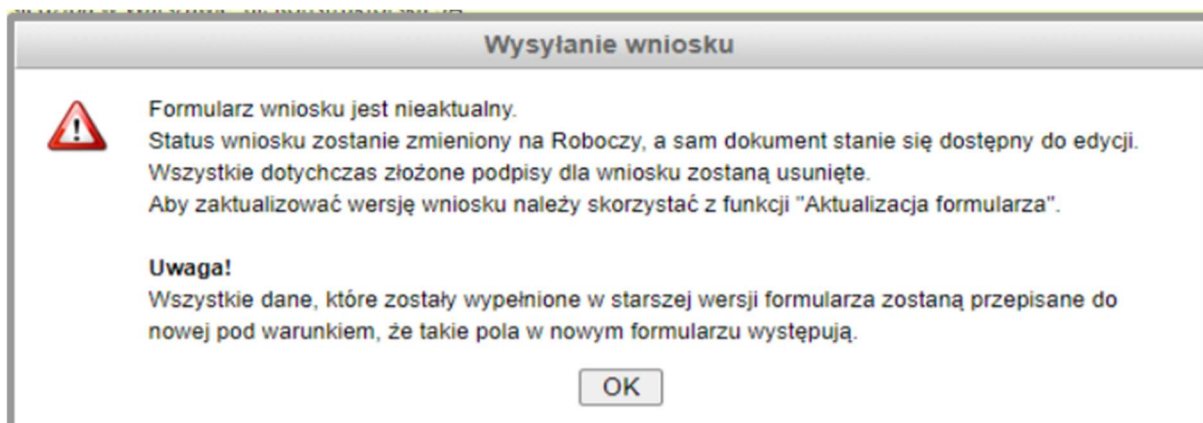 Wysyłanie wniosku
Formularz wniosku jest nieaktualny.
Status wniosku zostanie zmieniony na Roboczy, a sam dokument stanie się dostępny do edycji.
Wszystkie dotychczas złożone podpisy dla wniosku zostaną usunięte.
Aby zaktualizować wersję wniosku należy skorzystać z funkcji "Aktualizacja formularza".
Uwaga!
Wszystkie dane, które zostały wypełnione w starszej wersji formularza zostaną przepisane do
nowej pod warunkiem, że takie pola w nowym formularzu występują.
OK